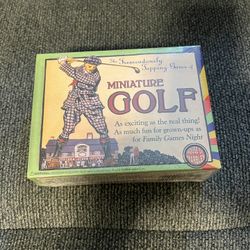 The Tremendously
Topping Game of
MINIATURE
GOLF
As exciting as the real thing!
As much fun for grown-ups as
for Family Games Night